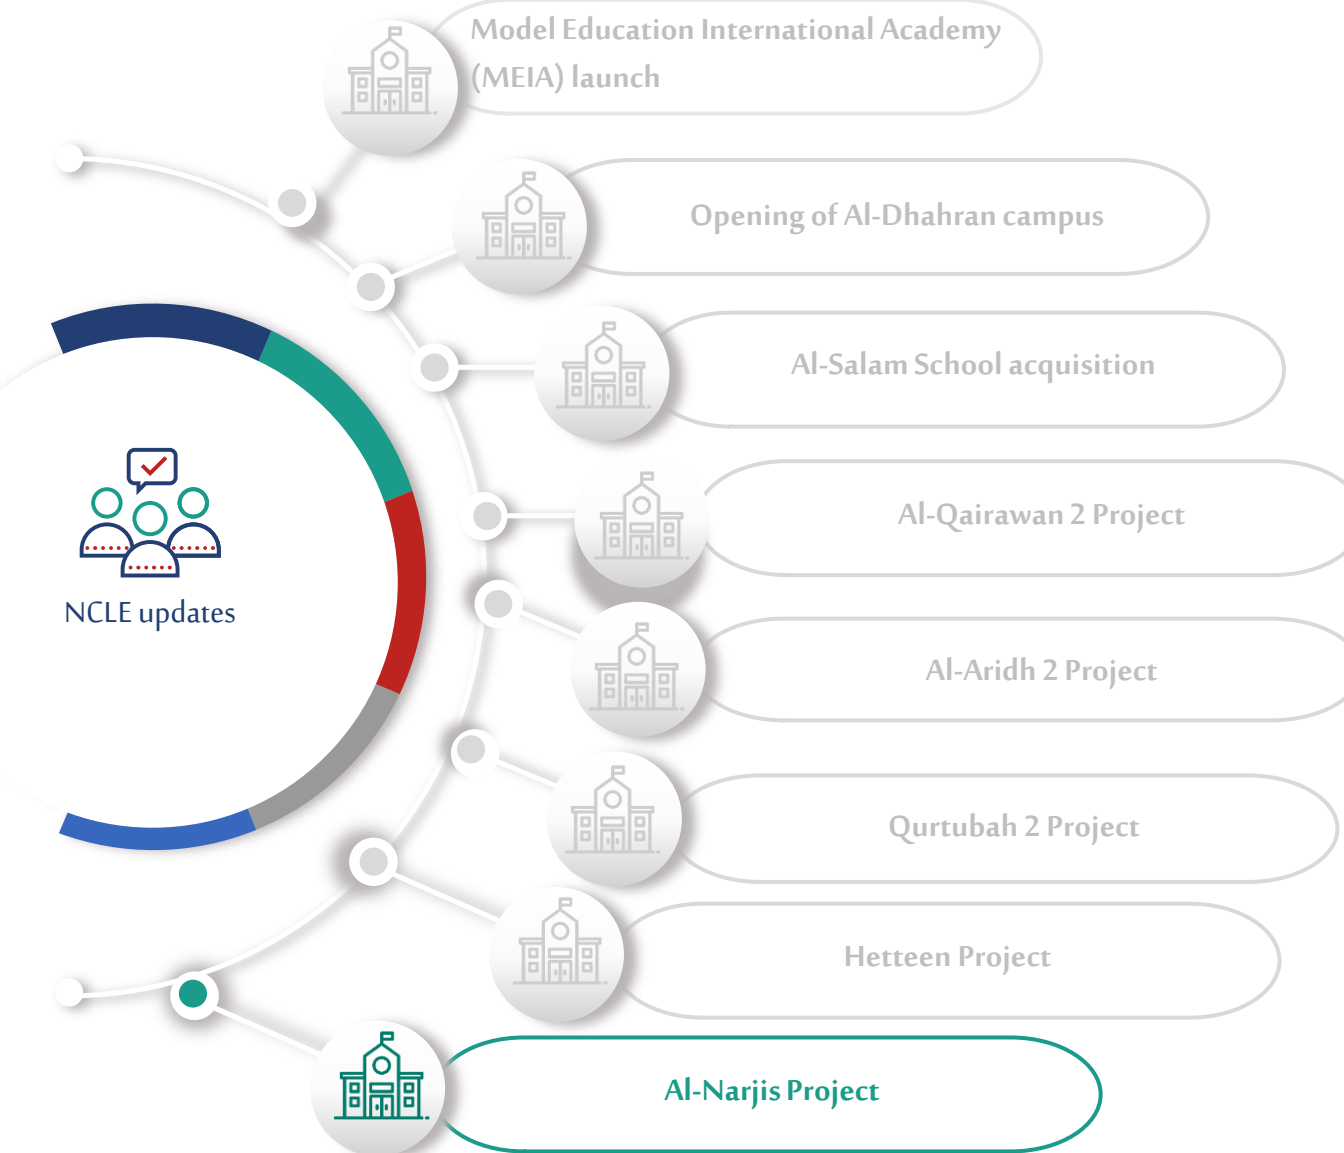 Model Education International Academy
(MEIA) launch
Opening of Al-Dhahran campus
Al-Salam School acquisition
Al-Qairawan 2 Project
NCLE updates
Al-Aridh 2 Project
Qurtubah 2 Project
Hetteen Project
Al-Narjis Project